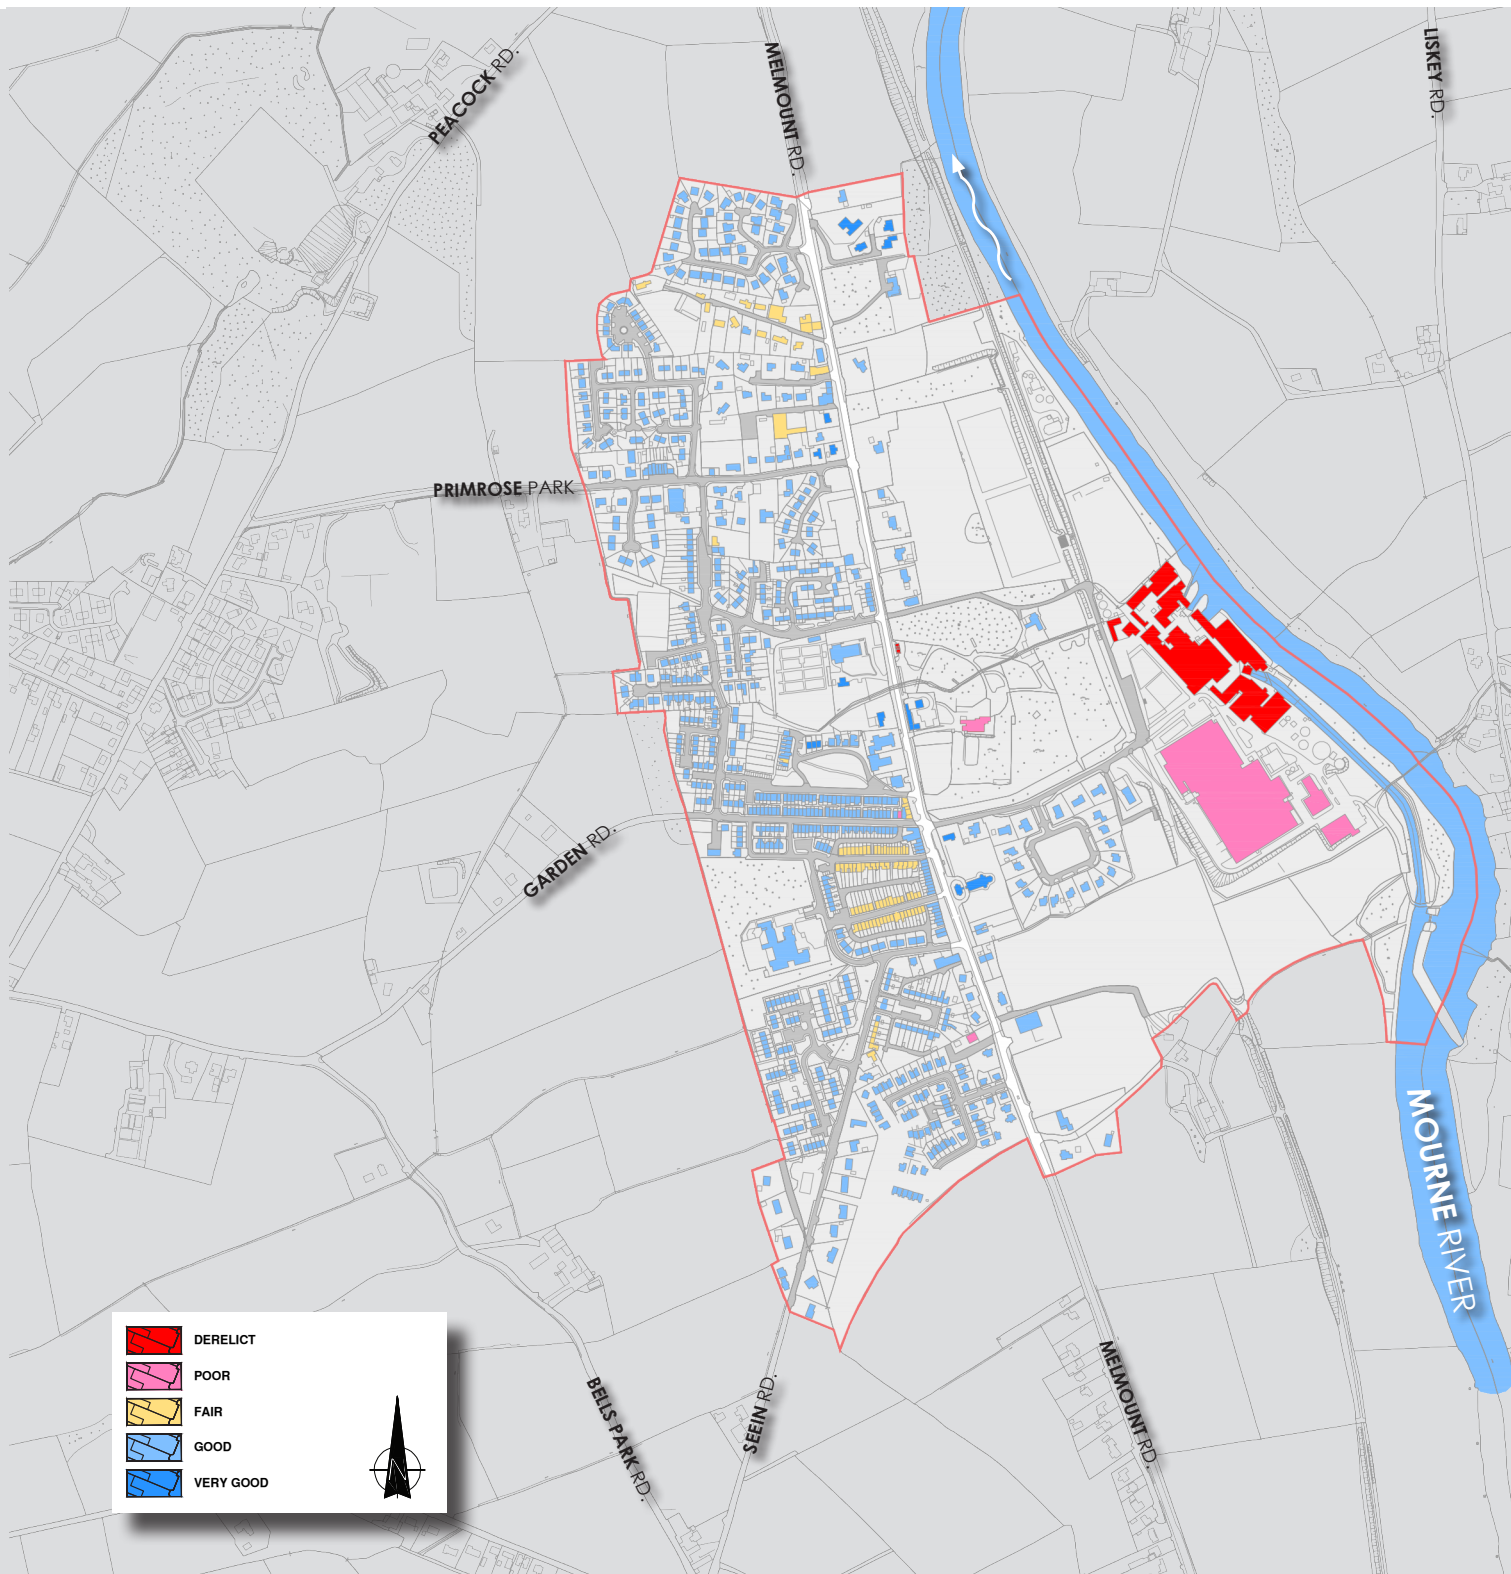 PEACOCK RD.
MELMOUNT RD.
LISKEY RD.
PRIMROSE PARK
GARDEN RD.
MOURNE RIVER
DERELICT
POOR
FAIR
GOOD
VERY GOOD
N
BELLS PARK RD.
SEEIN RD.
MELMOUNT RD.